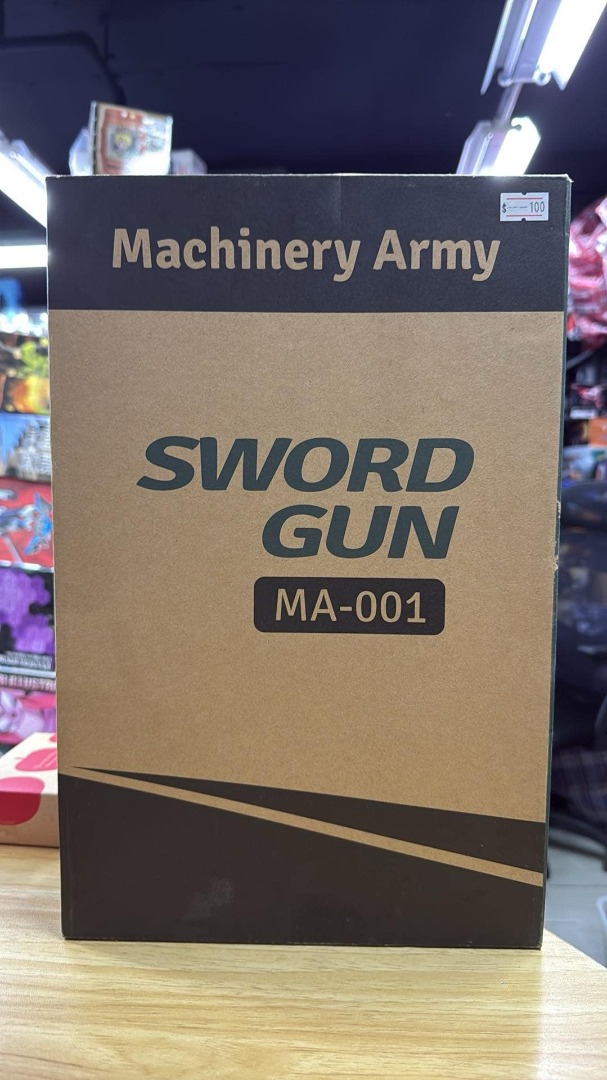 $ 100
Machinery Army
SWORD
GUN
MA-001